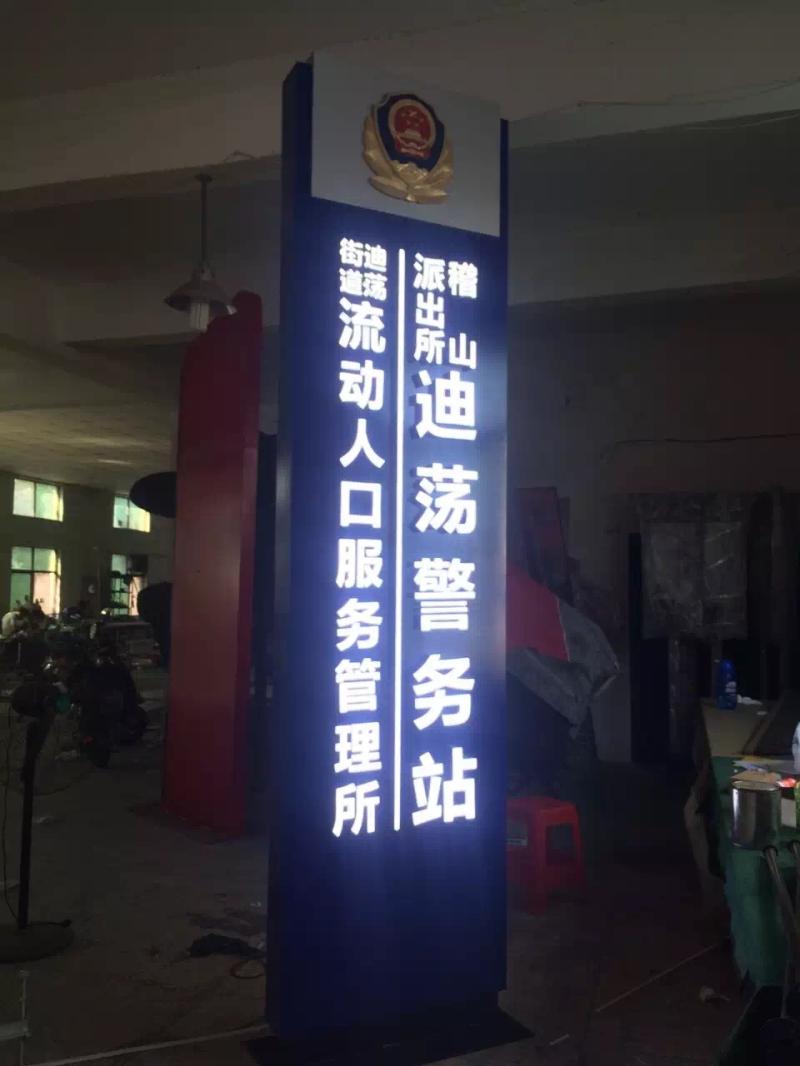 稽山
派出所
迪荡警务站
迪荡
街道
流动人口服务管理所